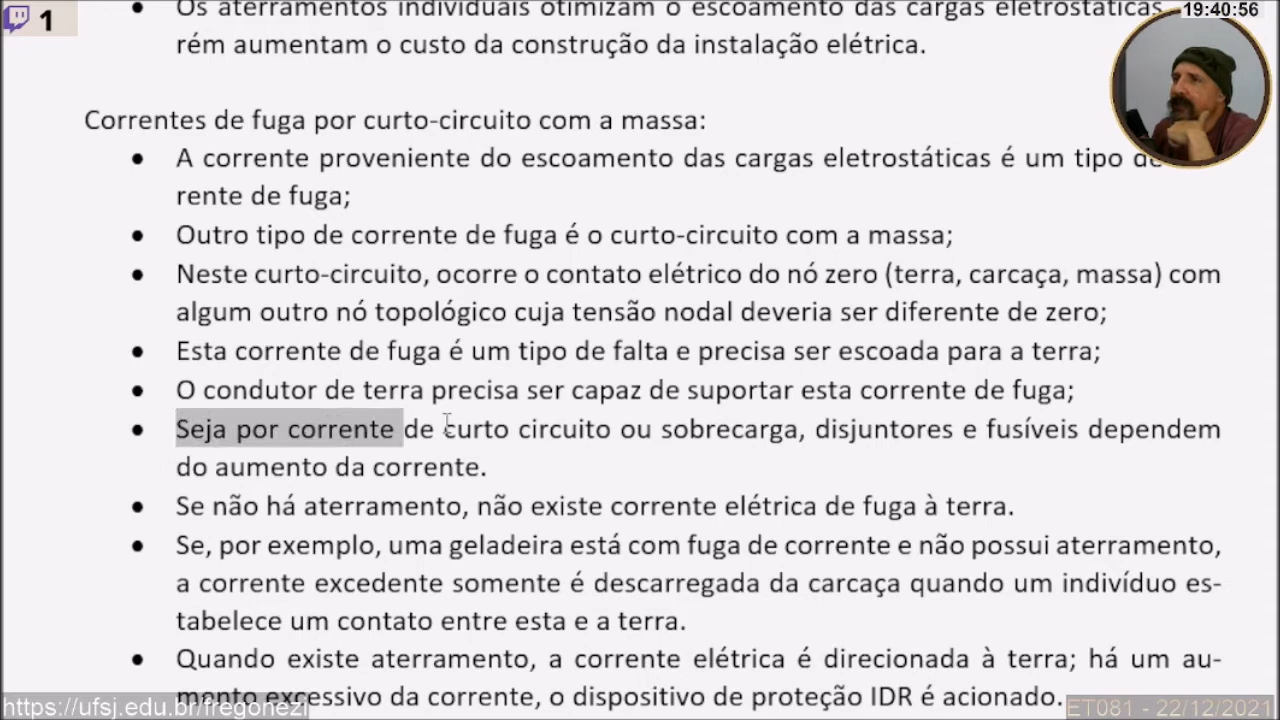 1
19:40:56
• Os aterramentos individuais otimizam o escoamento das cargas eletrostáticas
rém aumentam o custo da construção da instalação elétrica.
Correntes de fuga por curto-circuito com a massa:
• A corrente proveniente do escoamento das cargas eletrostáticas é um tipo de
rente de fuga;
• Outro tipo de corrente de fuga é o curto-circuito com a massa;
• Neste curto-circuito, ocorre o contato elétrico do nó zero (terra, carcaça, massa) com
algum outro nó topológico cuja tensão nodal deveria ser diferente de zero;
• Esta corrente de fuga é um tipo de falta e precisa ser escoada para a terra;
• O condutor de terra precisa ser capaz de suportar esta corrente de fuga;
• Seja por corrente de curto circuito ou sobrecarga, disjuntores e fusíveis dependem
do aumento da corrente.
• Se não há aterramento, não existe corrente elétrica de fuga à terra.
• Se, por exemplo, uma geladeira está com fuga de corrente e não possui aterramento,
a corrente excedente somente é descarregada da carcaça quando um indivíduo es-
tabelece um contato entre esta e a terra.
• Quando existe aterramento, a corrente elétrica é direcionada à terra; há um au-
mento excessivo da corrente, o dispositivo de proteção IDR é acionado.
https://ufsj.edu.br/fregonezi
ET081 - 22/12/2021